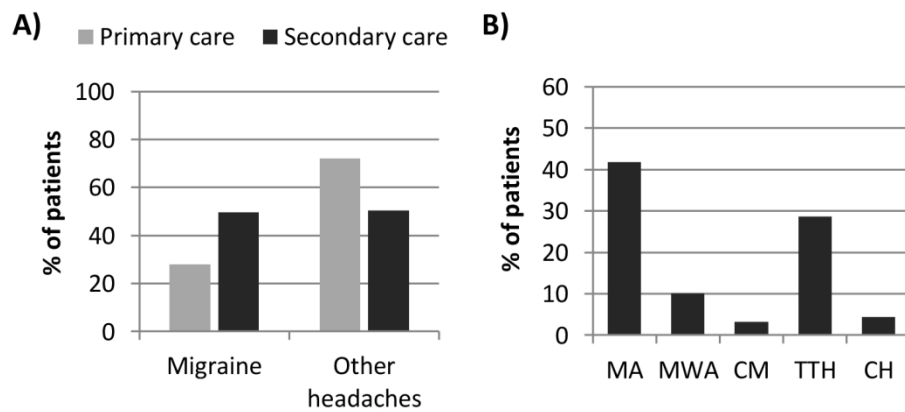 A)
Primary care Secondary care
% of patients
100
80
60
40
20
0
Migraine
Other
headaches
B)
% of patients
60
50
40
30
20
10
0
MA MWA CM TTH CH